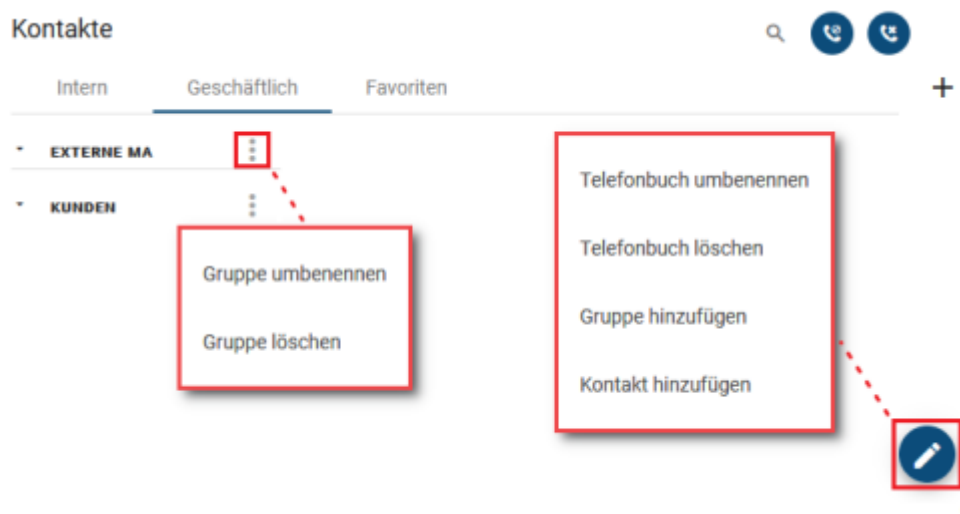 Kontakte
Intern Geschäftlich Favoriten
EXTERNE MA
KUNDEN
Gruppe umbenennen
Gruppe löschen
Telefonbuch umbenennen
Telefonbuch löschen
Gruppe hinzufügen
Kontakt hinzufügen